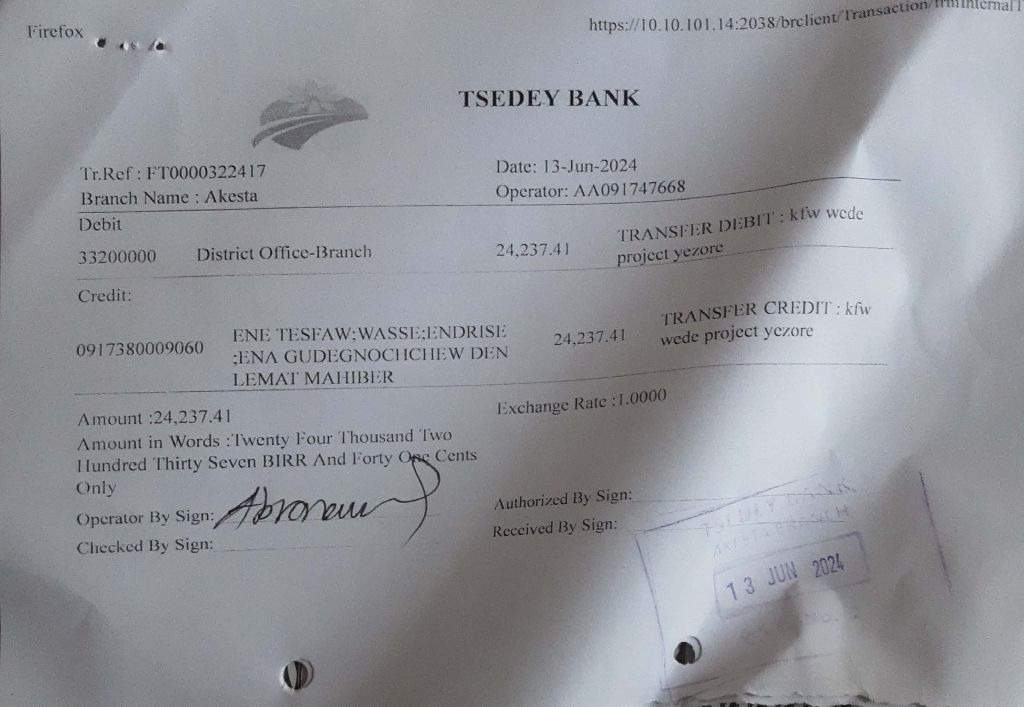 Firefox
https://10.10.101.14:2038/brclient/Transaction/frmInternalT
TSEDEY BANK
Tr.Ref : FT0000322417
Date: 13-Jun-2024
Branch Name : Akesta
Operator: AA091747668
Debit
33200000 District Office-Branch 24,237.41 TRANSFER DEBIT : kfw wede
project yezore
Credit:
0917380009060 ENE TESFAW;WASSE;ENDRISE
;ENA GUDEGNOCHCHEW DEN
LEMAT MAHIBER
24,237.41 TRANSFER CREDIT : kfw
wede project yezore
Amount :24,237.41
Exchange Rate :1.0000
Amount in Words :Twenty Four Thousand Two
Hundred Thirty Seven BIRR And Forty One Cents
Only
Operator By Sign:
Authorized By Sign:
Checked By Sign:
Received By Sign:
TSEDEY BANK
AKESTA BRANCH
13 JUN 2024